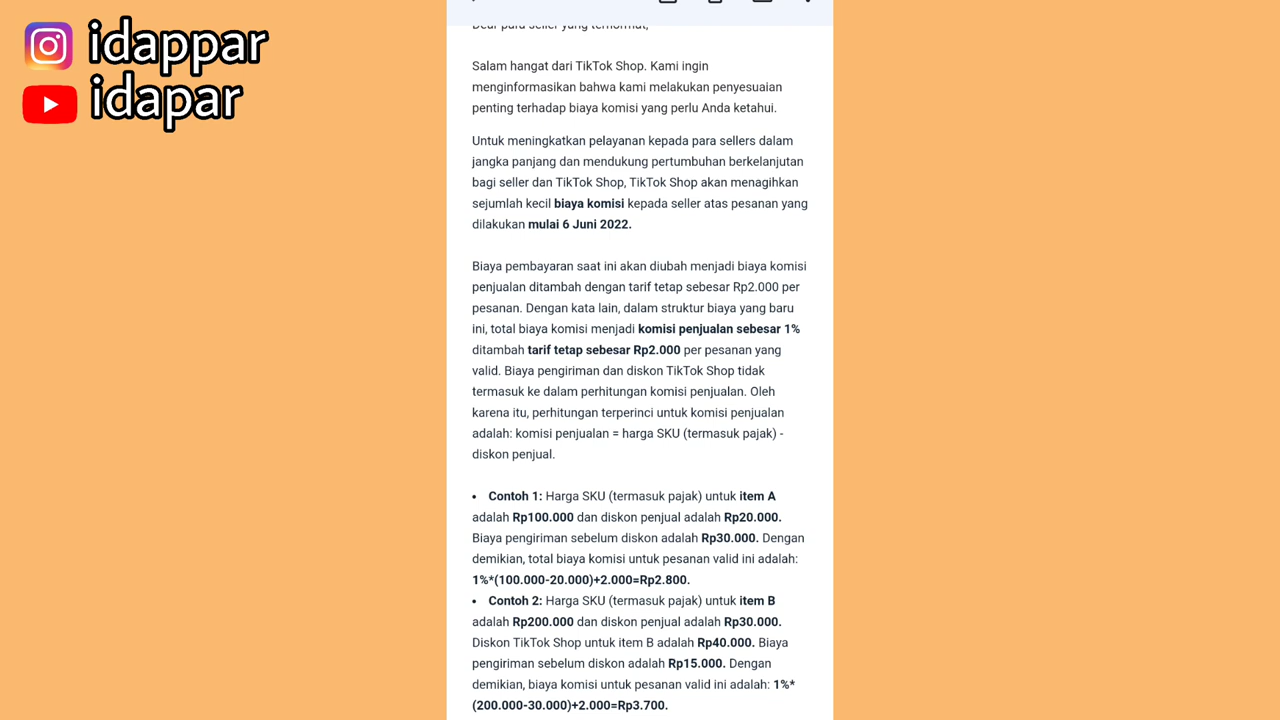 idappar
idapar
Dear para seller yang terhormat,
Salam hangat dari TikTok Shop. Kami ingin
menginformasikan bahwa kami melakukan penyesuaian
penting terhadap biaya komisi yang perlu Anda ketahui.
Untuk meningkatkan pelayanan kepada para sellers dalam
jangka panjang dan mendukung pertumbuhan berkelanjutan
bagi seller dan TikTok Shop, TikTok Shop akan menagihkan
sejumlah kecil biaya komisi kepada seller atas pesanan yang
dilakukan mulai 6 Juni 2022.
Biaya pembayaran saat ini akan diubah menjadi biaya komisi
penjualan ditambah dengan tarif tetap sebesar Rp2.000 per
pesanan. Dengan kata lain, dalam struktur biaya yang baru
ini, total biaya komisi menjadi komisi penjualan sebesar 1%
ditambah tarif tetap sebesar Rp2.000 per pesanan yang
valid. Biaya pengiriman dan diskon TikTok Shop tidak
termasuk ke dalam perhitungan komisi penjualan. Oleh
karena itu, perhitungan terperinci untuk komisi penjualan
adalah: komisi penjualan = harga SKU (termasuk pajak) -
diskon penjual.
• Contoh 1: Harga SKU (termasuk pajak) untuk item A
adalah Rp100.000 dan diskon penjual adalah Rp20.000.
Biaya pengiriman sebelum diskon adalah Rp30.000. Dengan
demikian, total biaya komisi untuk pesanan valid ini adalah:
1%*(100.000-20.000)+2.000=Rp2.800.
• Contoh 2: Harga SKU (termasuk pajak) untuk item B
adalah Rp200.000 dan diskon penjual adalah Rp30.000.
Diskon TikTok Shop untuk item B adalah Rp40.000. Biaya
pengiriman sebelum diskon adalah Rp15.000. Dengan
demikian, biaya komisi untuk pesanan valid ini adalah: 1%*
(200.000-30.000)+2.000=Rp3.700.